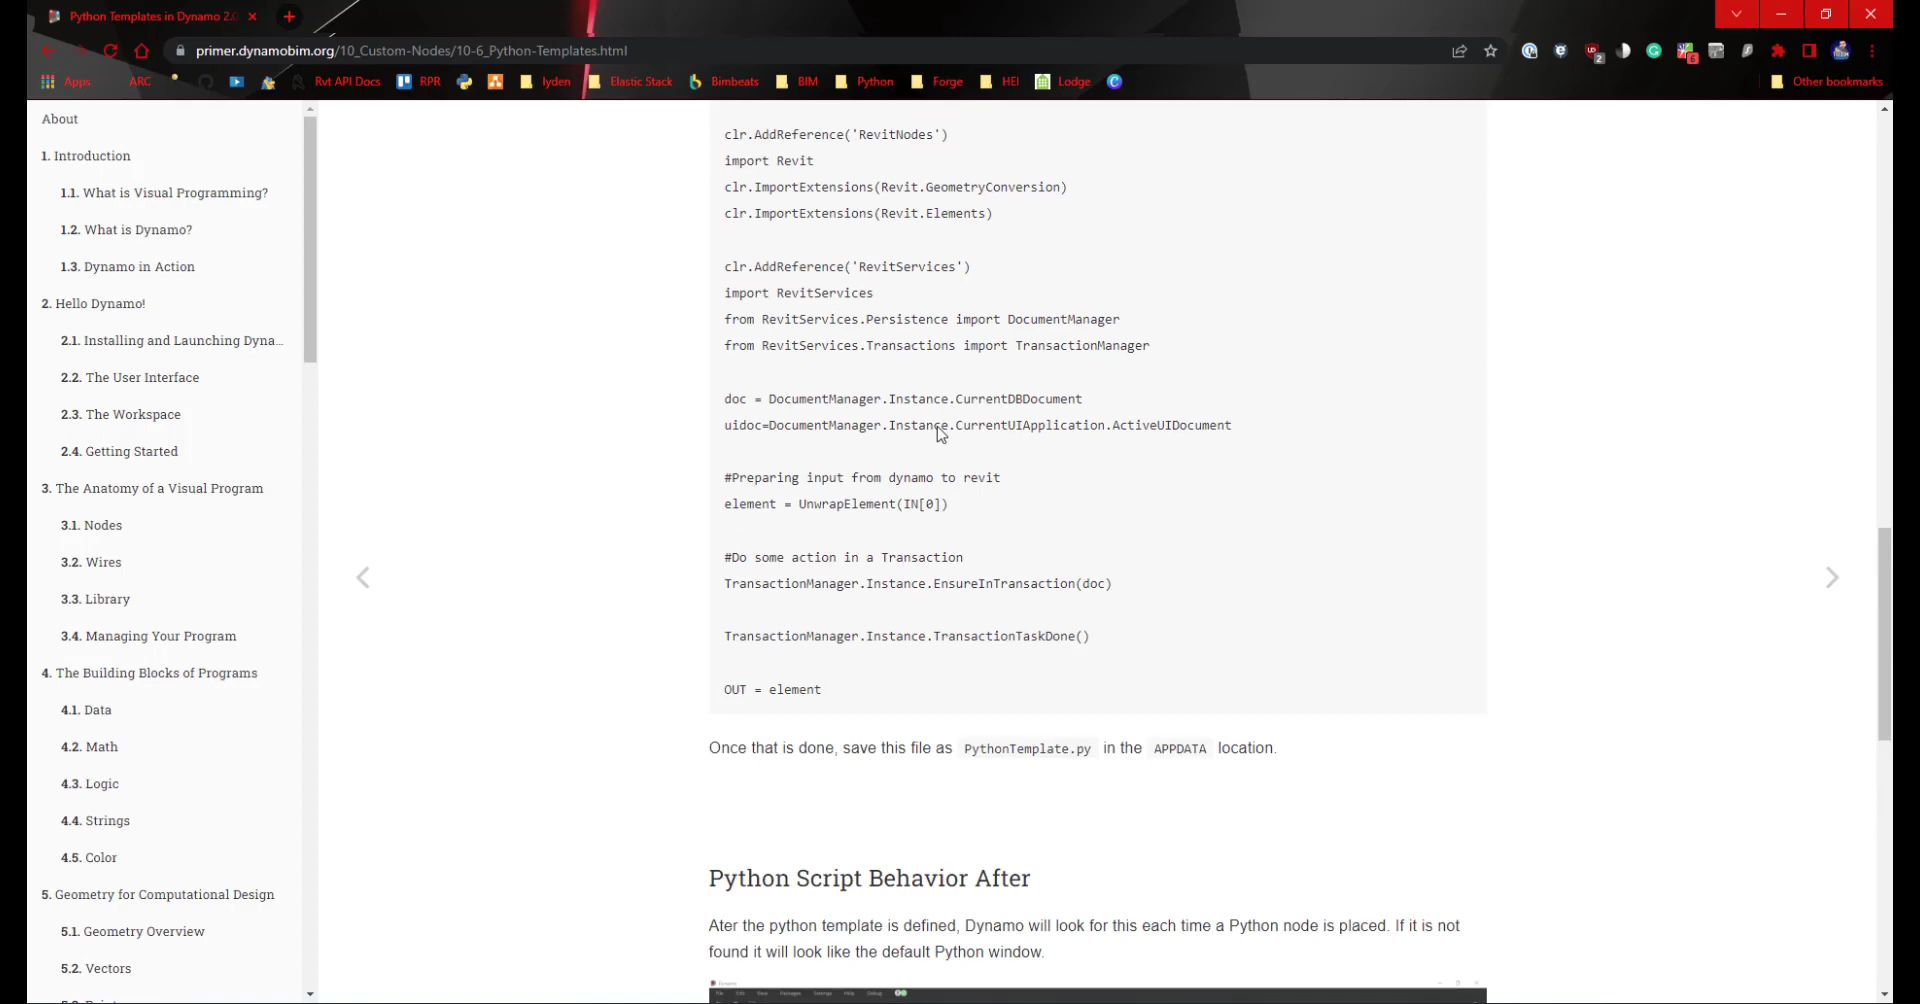 Python Templates in Dynamo 2.0
primer.dynamobim.org/10_Custom-Nodes/10-6_Python-Templates.html
2
6
Apps
ARC
Rvt API Docs
RPR
lyden
Elastic Stack
Bimbeats
BIM
Python
Forge
HEI
Lodge
Other bookmarks
About
1. Introduction
1.1. What is Visual Programming?
1.2. What is Dynamo?
1.3. Dynamo in Action
2. Hello Dynamo!
2.1. Installing and Launching Dyna...
2.2. The User Interface
2.3. The Workspace
2.4. Getting Started
3. The Anatomy of a Visual Program
3.1. Nodes
3.2. Wires
3.3. Library
3.4. Managing Your Program
4. The Building Blocks of Programs
4.1. Data
4.2. Math
4.3. Logic
4.4. Strings
4.5. Color
5. Geometry for Computational Design
5.1. Geometry Overview
5.2. Vectors
clr.AddReference('RevitNodes')
import Revit
clr.ImportExtensions(Revit.GeometryConversion)
clr.ImportExtensions(Revit.Elements)
clr.AddReference('RevitServices')
import RevitServices
from RevitServices.Persistence import DocumentManager
from RevitServices.Transactions import TransactionManager
doc = DocumentManager.Instance.CurrentDBDocument
uidoc=DocumentManager.Instance.CurrentUIApplication.ActiveUIDocument
#Preparing input from dynamo to revit
element = UnwrapElement(IN[0])
#Do some action in a Transaction
TransactionManager.Instance.EnsureInTransaction(doc)
TransactionManager.Instance.TransactionTaskDone()
OUT = element
Once that is done, save this file as PythonTemplate.py in the APPDATA location.
Python Script Behavior After
Ater the python template is defined, Dynamo will look for this each time a Python node is placed. If it is not
found it will look like the default Python window.
Dynamo
File Edit View Packages Settings Help Debug